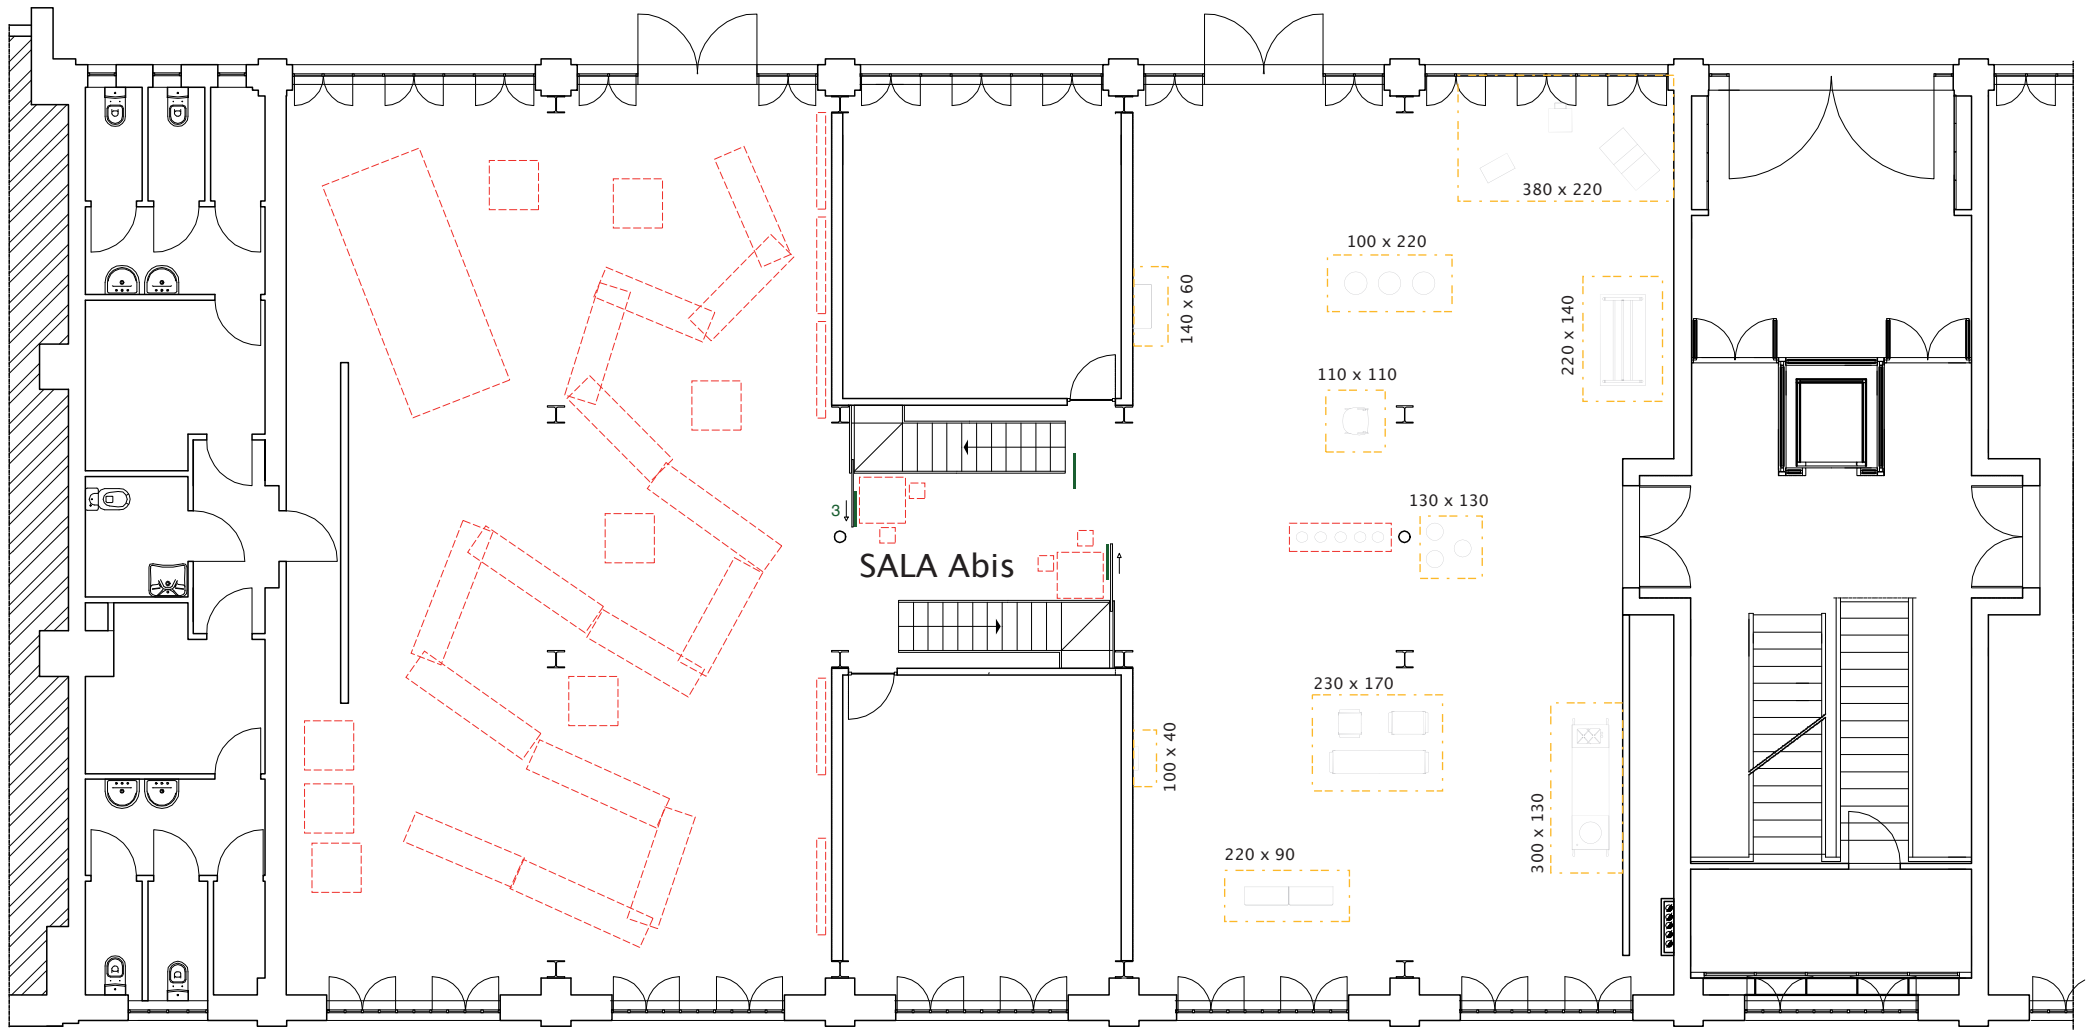 380 x 220
100 x 220
140 x 60
220 x 140
110 x 110
130 x 130
3
SALA Abis
230 x 170
100 x 40
300 x 130
220 x 90